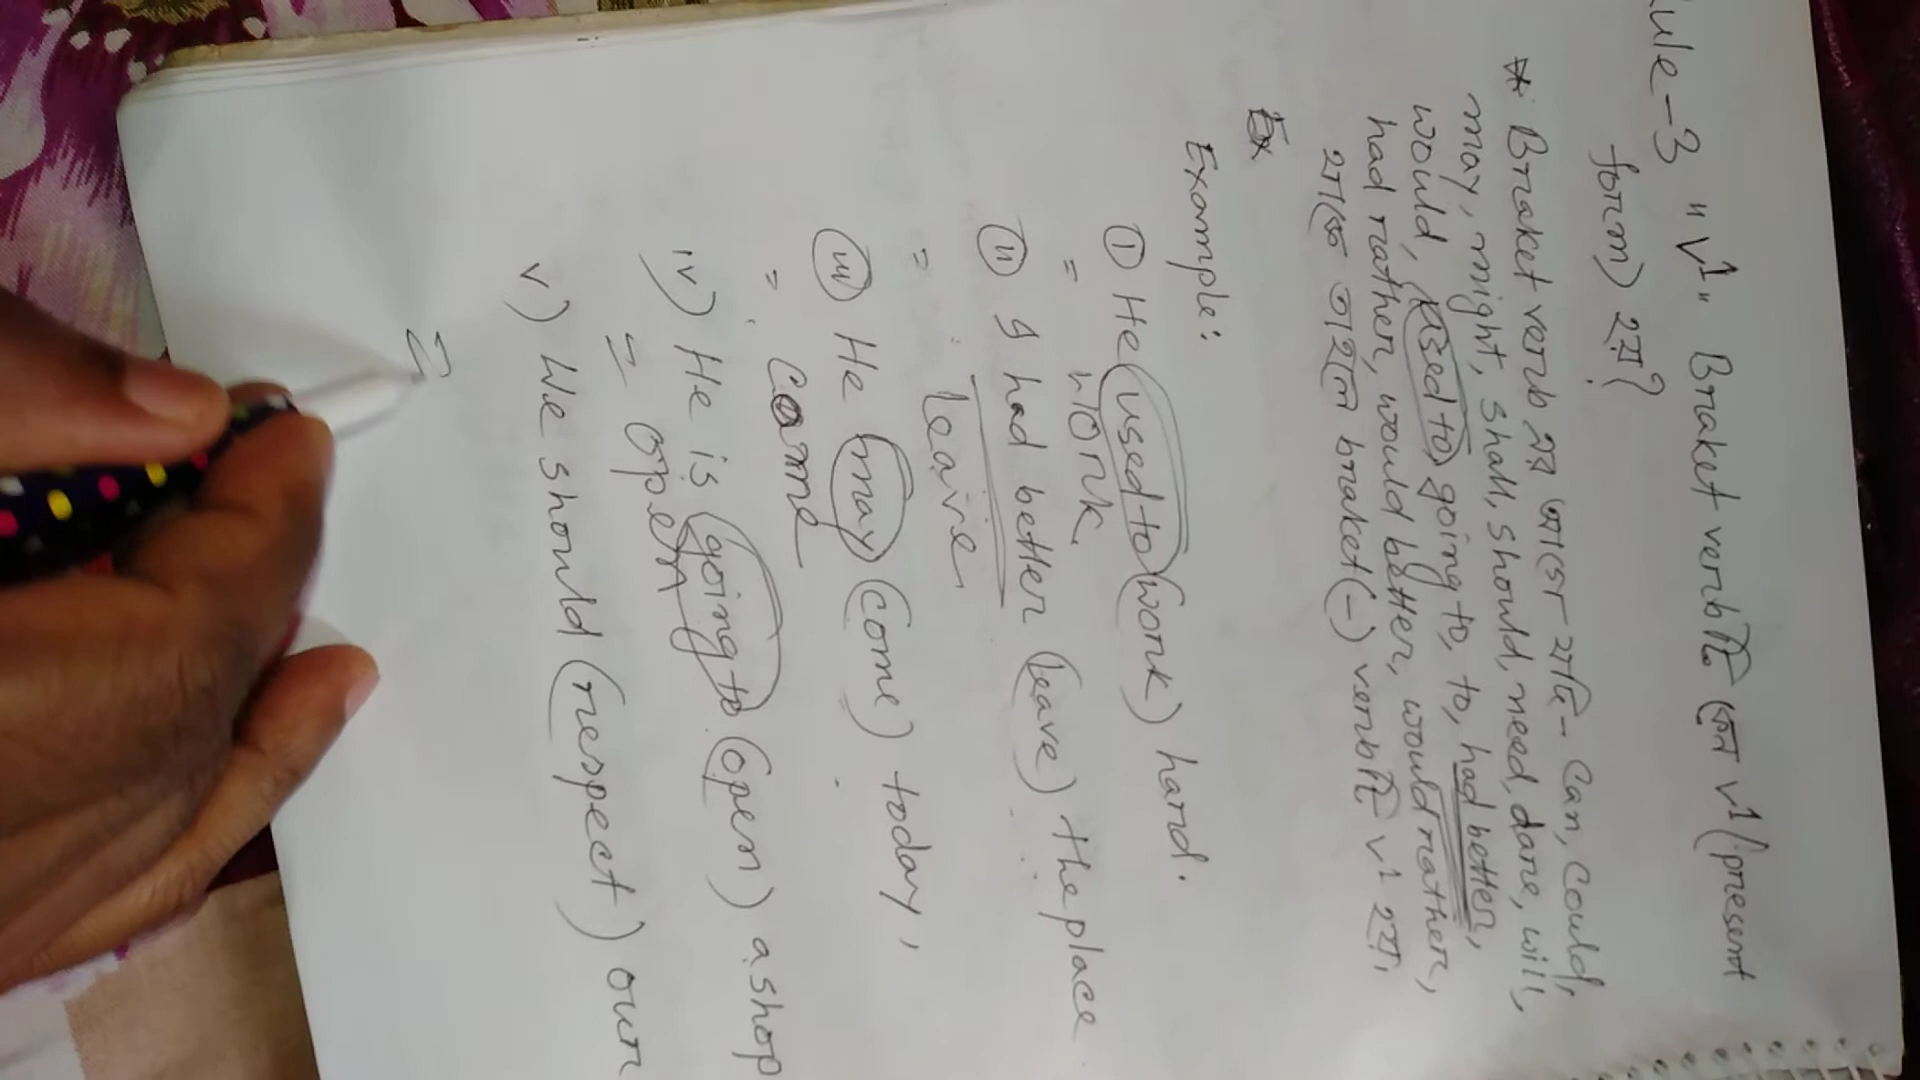 Rule-3 "V1" Braket verbটি কেন V1 (present
form) হয়?
* Braket verb এর আগে যদি - Can, Could,
may, might, shall, should, need, dare, will,
would, used to, going to, to, had better,
had rather, would better, would rather,
থাকে তাহলে braket (-) verbটি V1 হয়।
Ex
Example:
i He used to (work) hard.
= work.
ii I had better (leave) the place.
= leave
iii He may (come) today,
= come
iv) He is going to (open) a shop
= open
v) We should (respect) our
=